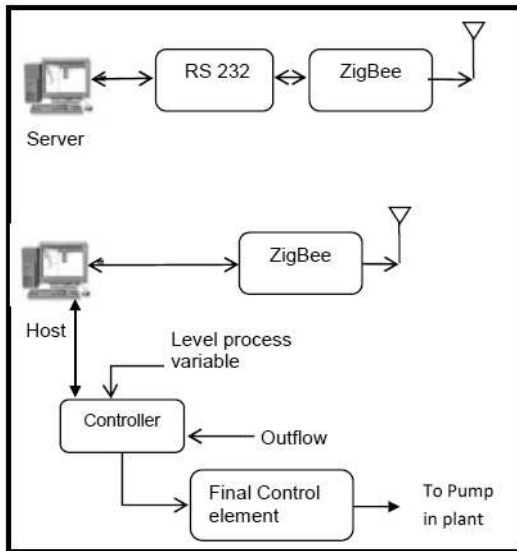 RS 232
ZigBee
Server
ZigBee
Host
Level process
variable
Controller
Outflow
Final Control
element
To Pump
in plant